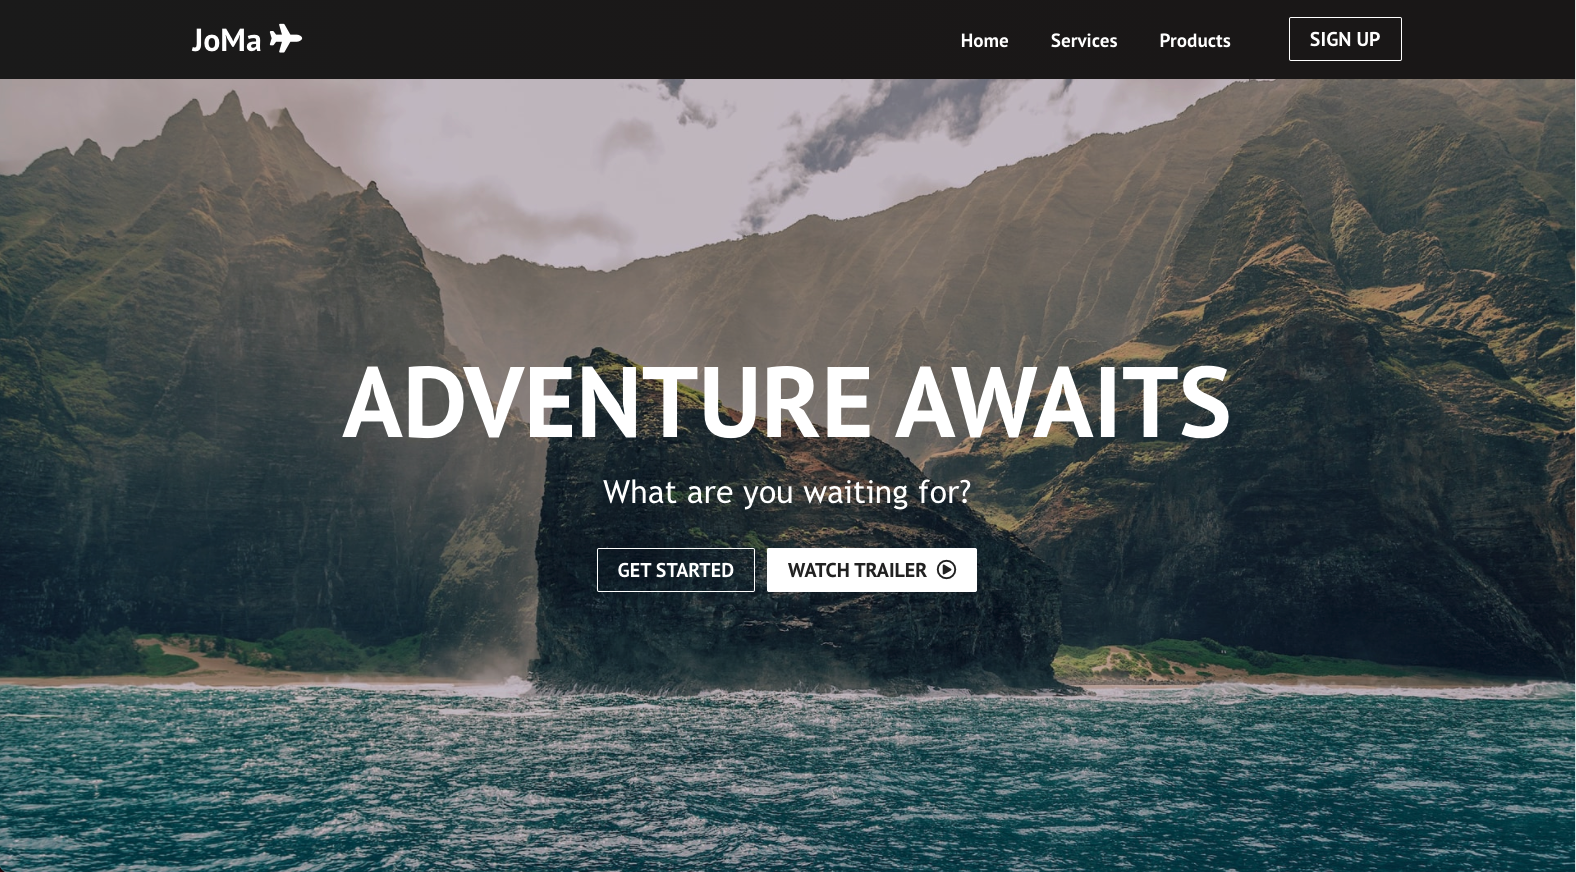 JoMa
Home Services Products SIGN UP
ADVENTURE AWAITS
What are you waiting for?
GET STARTED WATCH TRAILER